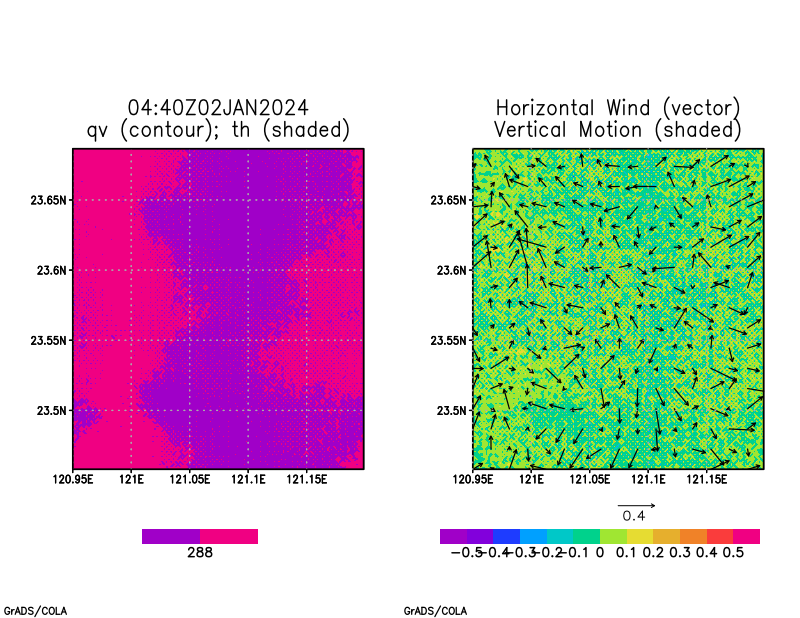 04:40Z02JAN2024
qv (contour); th (shaded)
23.65N
23.6N
23.55N
23.5N
120.95E 121E 121.05E 121.1E 121.15E
288
Horizontal Wind (vector)
Vertical Motion (shaded)
23.65N
23.6N
23.55N
23.5N
120.95E 121E 121.05E 121.1E 121.15E
0.4
-0.5 -0.4 -0.3 -0.2 -0.1 0 0.1 0.2 0.3 0.4 0.5
GrADS/COLA
GrADS/COLA